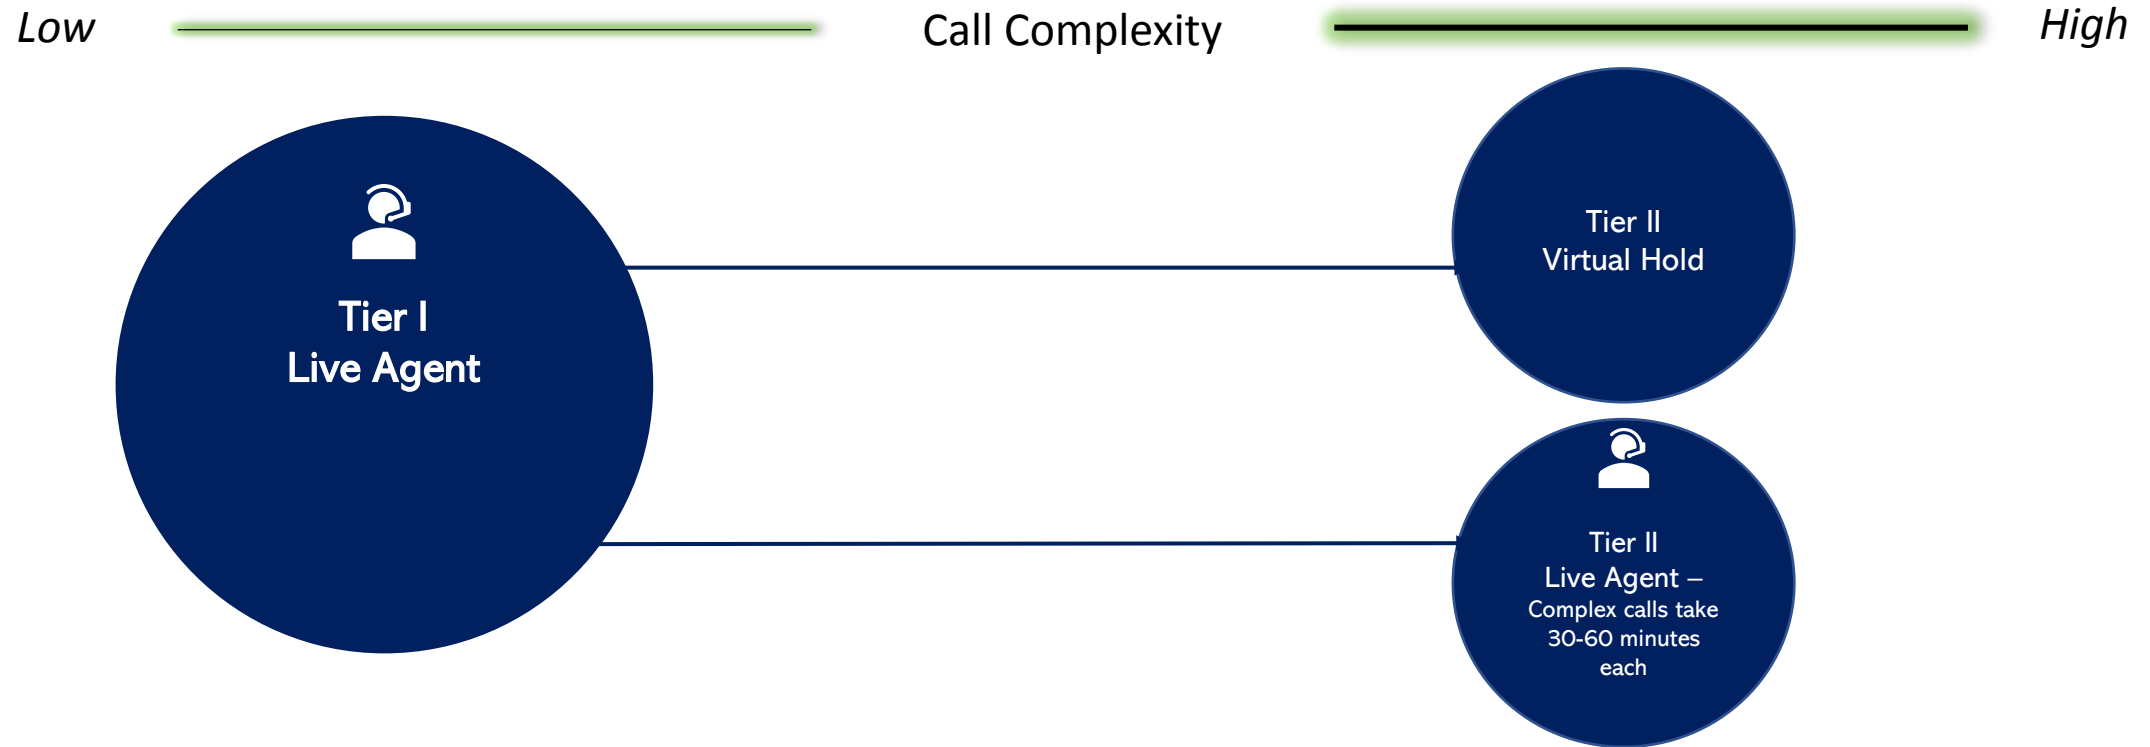 Low
Call Complexity
High
Tier I
Live Agent
Tier II
Virtual Hold
Tier II
Live Agent –
Complex calls take
30-60 minutes
each